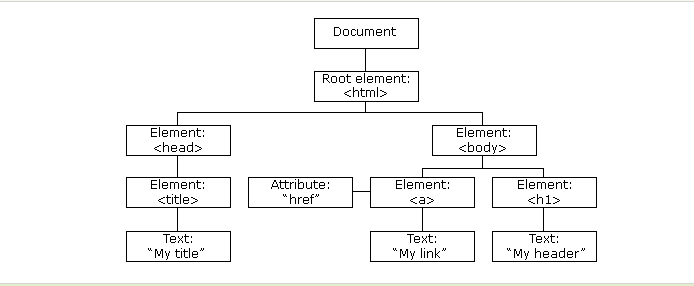 Document
Root element:
<html>
Element:
<head>
Element:
<body>
Element:
<title>
Attribute:
“href”
Element:
<a>
Element:
<h1>
Text:
“My title”
Text:
“My link”
Text:
“My header”